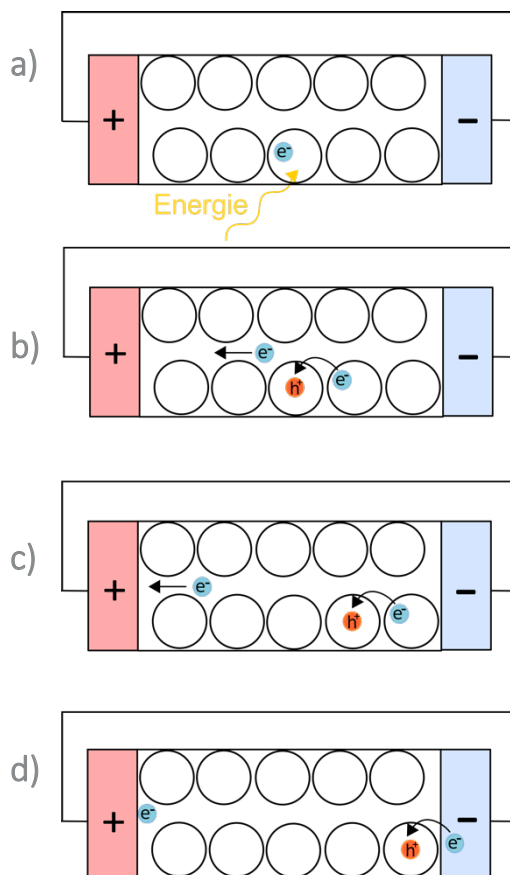 a)
+
e⁻
−
Energie
b)
+
e⁻
h⁺
e⁻
−
c)
+
e⁻
h⁺
e⁻
−
d)
+
e⁻
h⁺
e⁻
−